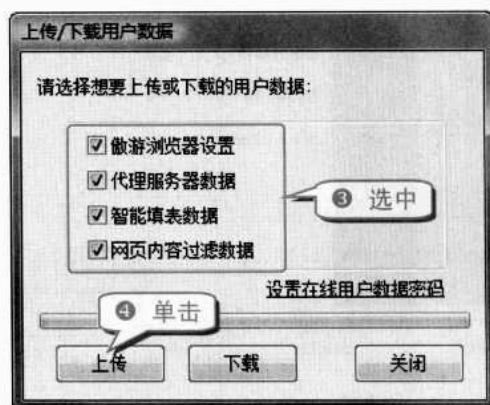 上传/下载用户数据
请选择想要上传或下载的用户数据:
傲游浏览器设置
代理服务器数据
❸ 选中
智能填表数据
网页内容过滤数据
设置在线用户数据密码
❹ 单击
上传 下载 关闭